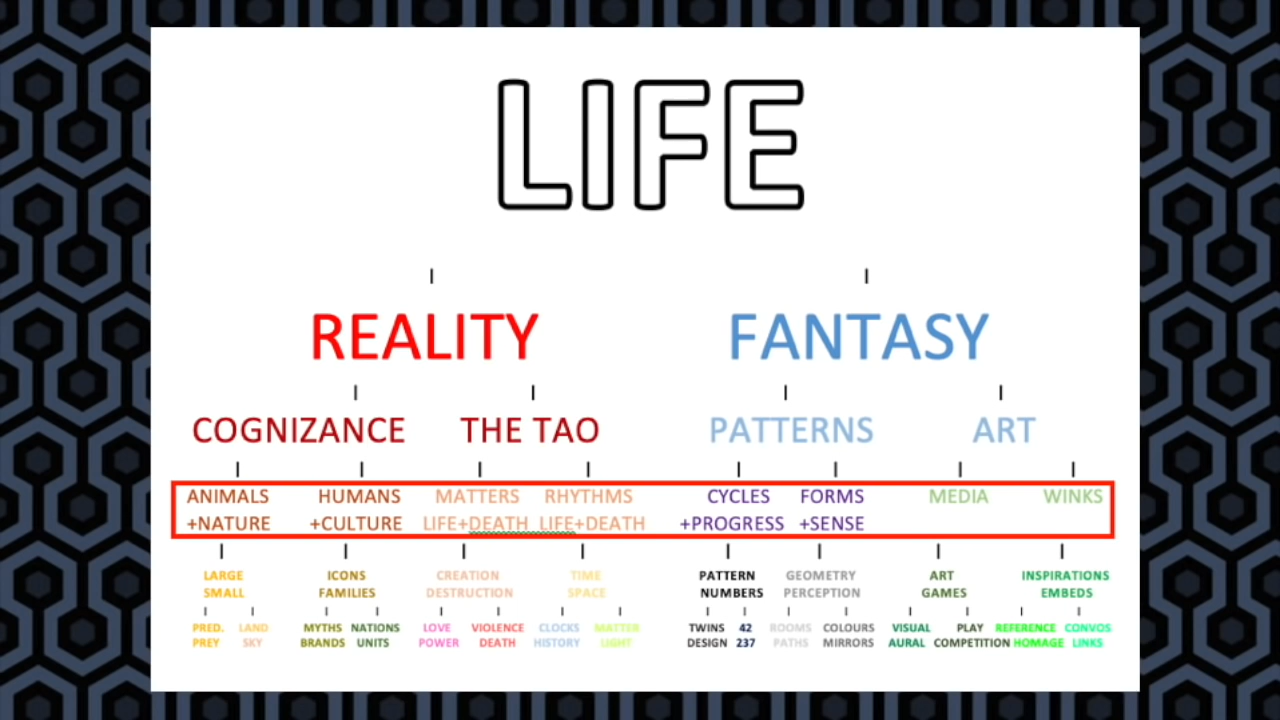 LIFE
REALITY FANTASY
COGNIZANCE THE TAO PATTERNS ART
ANIMALS HUMANS MATTERS RHYTHMS CYCLES FORMS MEDIA WINKS
+NATURE +CULTURE LIFE+DEATH LIFE+DEATH +PROGRESS +SENSE
LARGE ICONS CREATION TIME PATTERN GEOMETRY ART INSPIRATIONS
SMALL FAMILIES DESTRUCTION SPACE NUMBERS PERCEPTION GAMES EMBEDS
PRED. LAND MYTHS NATIONS LOVE VIOLENCE CLOCKS MATTER TWINS 42 ROOMS COLOURS VISUAL PLAY REFERENCE CONVOS
PREY SKY BRANDS UNITS POWER DEATH HISTORY LIGHT DESIGN 237 PATHS MIRRORS AURAL COMPETITION HOMAGE LINKS